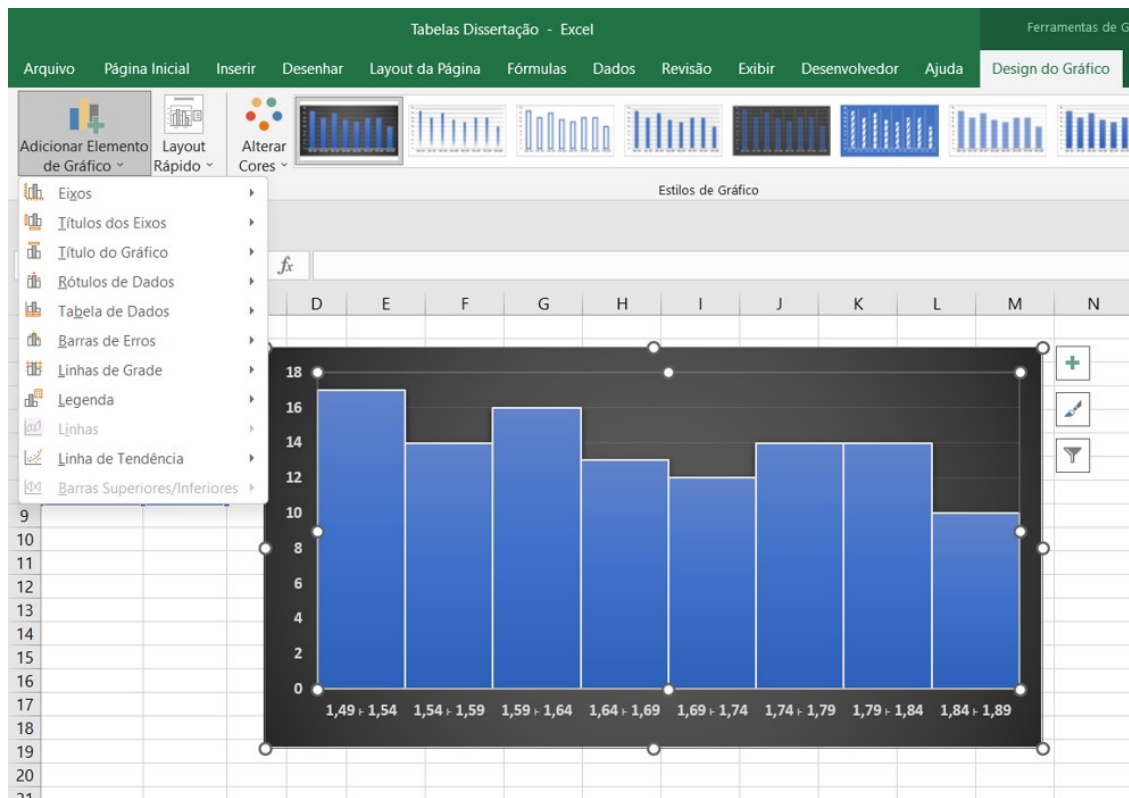 Tabelas Dissertação - Excel
Ferramentas de G
Arquivo Página Inicial Inserir Desenhar Layout da Página Fórmulas Dados Revisão Exibir Desenvolvedor Ajuda Design do Gráfico
Adicionar Elemento de Gráfico
Layout Rápido
Alterar Cores
Estilos de Gráfico
Eixos
Títulos dos Eixos
Título do Gráfico
Rótulos de Dados
Tabela de Dados
Barras de Erros
Linhas de Grade
Legenda
Linhas
Linha de Tendência
Barras Superiores/Inferiores
fx
D E F G H I J K L M N
9
10
11
12
13
14
15
16
17
18
19
20
21
18
16
14
12
10
8
6
4
2
0
1,49 ⊦ 1,54 1,54 ⊦ 1,59 1,59 ⊦ 1,64 1,64 ⊦ 1,69 1,69 ⊦ 1,74 1,74 ⊦ 1,79 1,79 ⊦ 1,84 1,84 ⊦ 1,89